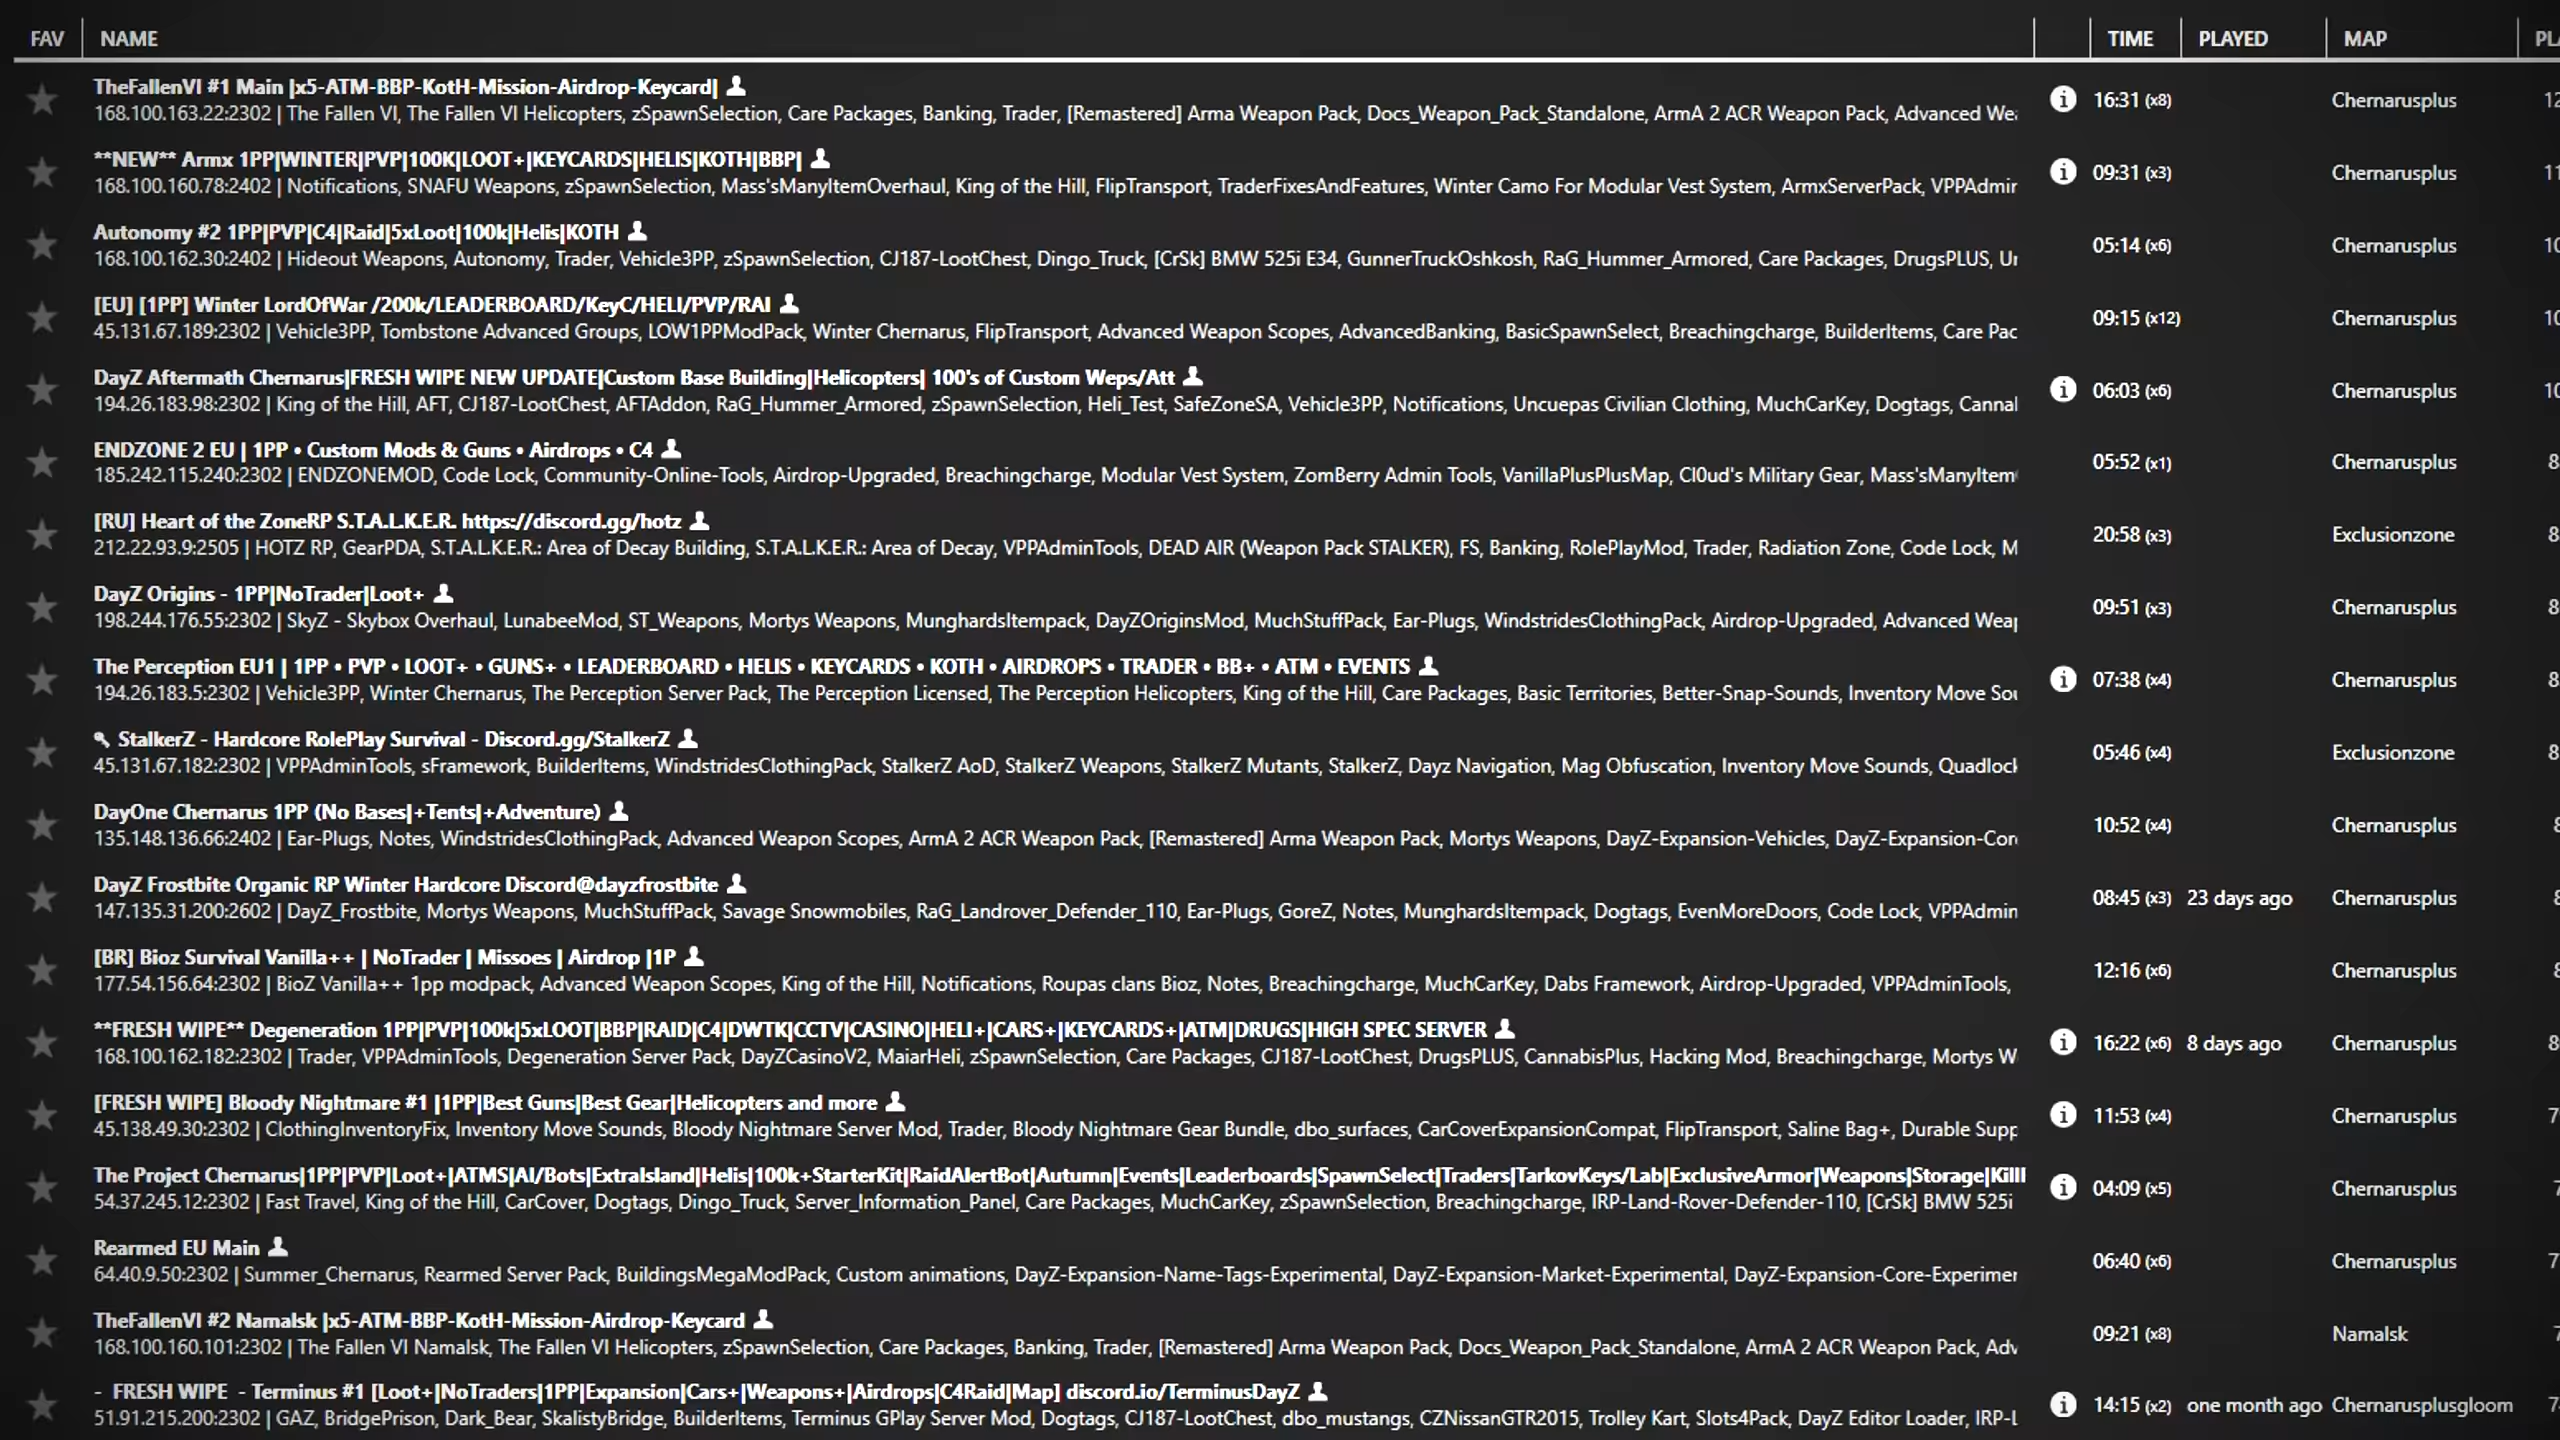 FAV NAME TIME PLAYED MAP
TheFallenVI #1 Main |x5-ATM-BBP-KotH-Mission-Airdrop-Keycard|
168.100.163.22:2302 | The Fallen VI, The Fallen VI Helicopters, zSpawnSelection, Care Packages, Banking, Trader, [Remastered] Arma Weapon Pack, Docs_Weapon_Pack_Standalone, ArmA 2 ACR Weapon Pack, Advanced
16:31 (x8) Chernarusplus
**NEW** Armx 1PP|WINTER|PVP|100K|LOOT+|KEYCARDS|HELIS|KOTH|BBP|
168.100.160.78:2402 | Notifications, SNAFU Weapons, zSpawnSelection, Mass'sManyItemOverhaul, King of the Hill, FlipTransport, TraderFixesAndFeatures, Winter Camo For Modular Vest System, ArmxServerPack, VPPAdmin
09:31 (x3) Chernarusplus
Autonomy #2 1PP|PVP|C4|Raid|5xLoot|100k|Helis|KOTH
168.100.162.30:2402 | Hideout Weapons, Autonomy, Trader, Vehicle3PP, zSpawnSelection, CJ187-LootChest, Dingo_Truck, [CrSk] BMW 525i E34, GunnerTruckOshkosh, RaG_Hummer_Armored, Care Packages, DrugsPLUS,
05:14 (x6) Chernarusplus
[EU] [1PP] Winter LordOfWar /200k/LEADERBOARD/KeyC/HELI/PVP/RAI
45.131.67.189:2302 | Vehicle3PP, Tombstone Advanced Groups, LOW1PPModPack, Winter Chernarus, FlipTransport, Advanced Weapon Scopes, AdvancedBanking, BasicSpawnSelect, Breachingcharge, BuilderItems, Care Pac
09:15 (x12) Chernarusplus
DayZ Aftermath Chernarus|FRESH WIPE NEW UPDATE|Custom Base Building|Helicopters| 100's of Custom Weps/Att
194.26.183.98:2302 | King of the Hill, AFT, CJ187-LootChest, AFTAddon, RaG_Hummer_Armored, zSpawnSelection, Heli_Test, SafeZoneSA, Vehicle3PP, Notifications, Uncuepas Civilian Clothing, MuchCarKey, Dogtags,
06:03 (x6) Chernarusplus
ENDZONE 2 EU | 1PP • Custom Mods & Guns • Airdrops • C4
185.242.115.240:2302 | ENDZONEMOD, Code Lock, Community-Online-Tools, Airdrop-Upgraded, Breachingcharge, Modular Vest System, ZomBerry Admin Tools, VanillaPlusPlusMap, Cl0ud's Military Gear, Mass'sManyItem
05:52 (x1) Chernarusplus
[RU] Heart of the ZoneRP S.T.A.L.K.E.R. https://discord.gg/hotz
212.22.93.9:2505 | HOTZ RP, GearPDA, S.T.A.L.K.E.R.: Area of Decay Building, S.T.A.L.K.E.R.: Area of Decay, VPPAdminTools, DEAD AIR (Weapon Pack STALKER), FS, Banking, RolePlayMod, Trader, Radiation Zone, Code Lock, M
20:58 (x3) Exclusionzone
DayZ Origins - 1PP|NoTrader|Loot+
198.244.176.55:2302 | SkyZ - Skybox Overhaul, LunabeeMod, ST_Weapons, Mortys Weapons, MunghardsItempack, DayZOriginsMod, MuchStuffPack, Ear-Plugs, WindstridesClothingPack, Airdrop-Upgraded, Advanced
09:51 (x3) Chernarusplus
The Perception EU1 | 1PP • PVP • LOOT+ • GUNS+ • LEADERBOARD • HELIS • KEYCARDS • KOTH • AIRDROPS • TRADER • BB+ • ATM • EVENTS
194.26.183.5:2302 | Vehicle3PP, Winter Chernarus, The Perception Server Pack, The Perception Licensed, The Perception Helicopters, King of the Hill, Care Packages, Basic Territories, Better-Snap-Sounds, Inventory Move
07:38 (x4) Chernarusplus
StalkerZ - Hardcore RolePlay Survival - Discord.gg/StalkerZ
45.131.67.182:2302 | VPPAdminTools, sFramework, BuilderItems, WindstridesClothingPack, StalkerZ AoD, StalkerZ Weapons, StalkerZ Mutants, StalkerZ, Dayz Navigation, Mag Obfuscation, Inventory Move Sounds, Quadlock
05:46 (x4) Exclusionzone
DayOne Chernarus 1PP (No Bases|+Tents|+Adventure)
135.148.136.66:2402 | Ear-Plugs, Notes, WindstridesClothingPack, Advanced Weapon Scopes, ArmA 2 ACR Weapon Pack, [Remastered] Arma Weapon Pack, Mortys Weapons, DayZ-Expansion-Vehicles, DayZ-Expansion-Cor
10:52 (x4) Chernarusplus
DayZ Frostbite Organic RP Winter Hardcore Discord@dayzfrostbite
147.135.31.200:2602 | DayZ_Frostbite, Mortys Weapons, MuchStuffPack, Savage Snowmobiles, RaG_Landrover_Defender_110, Ear-Plugs, GoreZ, Notes, MunghardsItempack, Dogtags, EvenMoreDoors, Code Lock, VPPAdmin
08:45 (x3) 23 days ago Chernarusplus
[BR] Bioz Survival Vanilla++ | NoTrader | Missoes | Airdrop |1P
177.54.156.64:2302 | BioZ Vanilla++ 1pp modpack, Advanced Weapon Scopes, King of the Hill, Notifications, Roupas clans Bioz, Notes, Breachingcharge, MuchCarKey, Dabs Framework, Airdrop-Upgraded, VPPAdminTools,
12:16 (x6) Chernarusplus
**FRESH WIPE** Degeneration 1PP|PVP|100k|5xLOOT|BBP|RAID|C4|DWTK|CCTV|CASINO|HELI+|CARS+|KEYCARDS+|ATM|DRUGS|HIGH SPEC SERVER
168.100.162.182:2302 | Trader, VPPAdminTools, Degeneration Server Pack, DayZCasinoV2, MaiarHeli, zSpawnSelection, Care Packages, CJ187-LootChest, DrugsPLUS, CannabisPlus, Hacking Mod, Breachingcharge, Mortys W
16:22 (x6) 8 days ago Chernarusplus
[FRESH WIPE] Bloody Nightmare #1 |1PP|Best Guns|Best Gear|Helicopters and more
45.138.49.30:2302 | ClothingInventoryFix, Inventory Move Sounds, Bloody Nightmare Server Mod, Trader, Bloody Nightmare Gear Bundle, dbo_surfaces, CarCoverExpansionCompat, FlipTransport, Saline Bag+, Durable Supp
11:53 (x4) Chernarusplus
The Project Chernarus|1PP|PVP|Loot+|ATMS|AI/Bots|ExtraIsland|Helis|100k+StarterKit|RaidAlertBot|Autumn|Events|Leaderboards|SpawnSelect|Traders|TarkovKeys/Lab|ExclusiveArmor|Weapons|Storage|Killl
54.37.245.12:2302 | Fast Travel, King of the Hill, CarCover, Dogtags, Dingo_Truck, Server_Information_Panel, Care Packages, MuchCarKey, zSpawnSelection, Breachingcharge, IRP-Land-Rover-Defender-110, [CrSk] BMW 525i
04:09 (x5) Chernarusplus
Rearmed EU Main
64.40.9.50:2302 | Summer_Chernarus, Rearmed Server Pack, BuildingsMegaModPack, Custom animations, DayZ-Expansion-Name-Tags-Experimental, DayZ-Expansion-Market-Experimental, DayZ-Expansion-Core-Experimer
06:40 (x6) Chernarusplus
TheFallenVI #2 Namalsk |x5-ATM-BBP-KotH-Mission-Airdrop-Keycard
168.100.160.101:2302 | The Fallen VI Namalsk, The Fallen VI Helicopters, zSpawnSelection, Care Packages, Banking, Trader, [Remastered] Arma Weapon Pack, Docs_Weapon_Pack_Standalone, ArmA 2 ACR Weapon Pack, Adv
09:21 (x8) Namalsk
- FRESH WIPE - Terminus #1 [Loot+|NoTraders|1PP|Expansion|Cars+|Weapons+|Airdrops|C4Raid|Map] discord.io/TerminusDayZ
51.91.215.200:2302 | GAZ, BridgePrison, Dark_Bear, SkalistyBridge, BuilderItems, Terminus GPlay Server Mod, Dogtags, CJ187-LootChest, dbo_mustangs, CZNissanGTR2015, Trolley Kart, Slots4Pack, DayZ Editor Loader,
14:15 (x2) one month ago Chernarusplusgloom